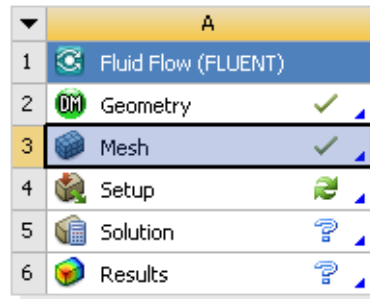 A
1 Fluid Flow (FLUENT)
2 DM Geometry
3 Mesh
4 Setup
5 Solution
6 Results